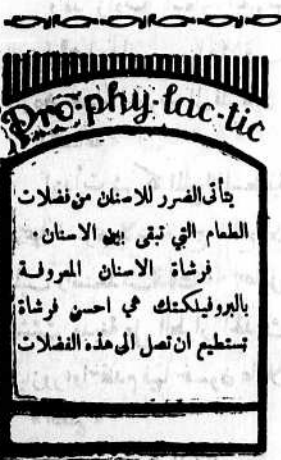 Pro-phy-lac-tic
يتأتى الضرر للاسنان من فضلات
الطعام التي تبقى بين الاسنان.
فرشاة الاسنان المعروفة
بالبروفيلكتك هي احسن فرشاة
تستطيع ان تصل الى هذه الفضلات